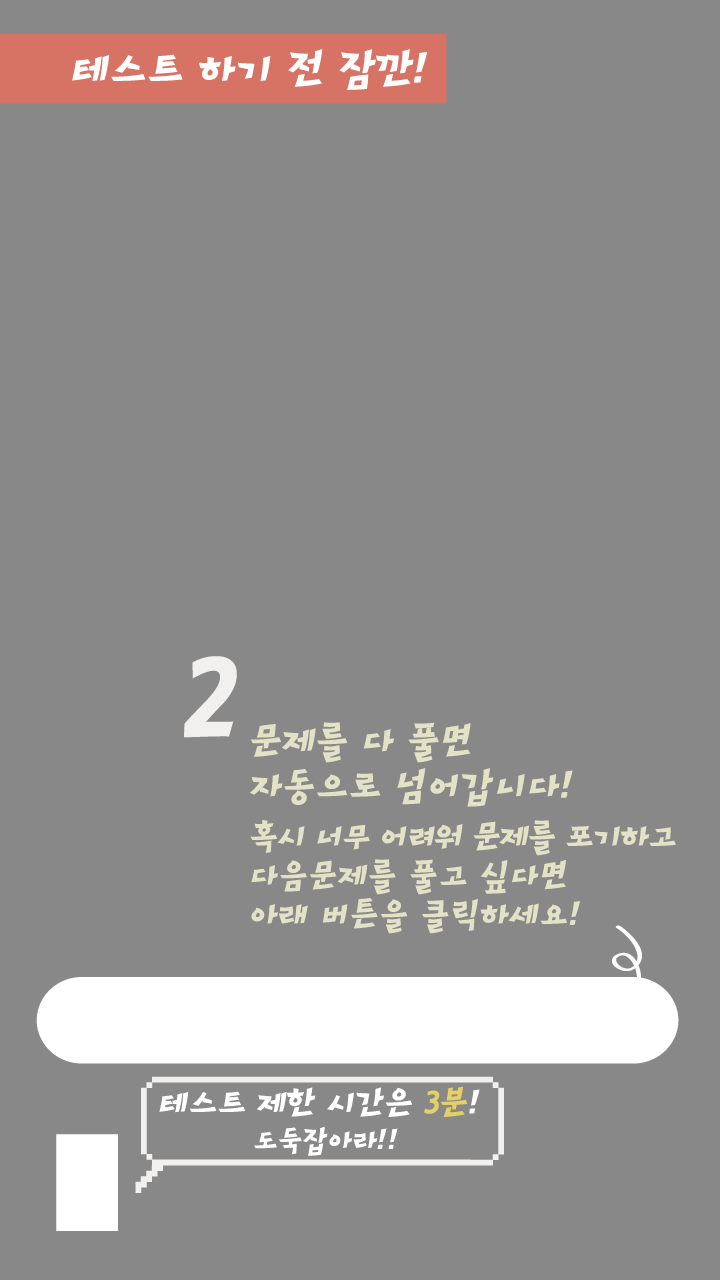 테스트 하기 전 잠깐!
2
문제를 다 풀면
자동으로 넘어갑니다!
혹시 너무 어려워 문제를 포기하고
다음문제를 풀고 싶다면
아래 버튼을 클릭하세요!
테스트 제한 시간은 3분!
도둑잡아라!!